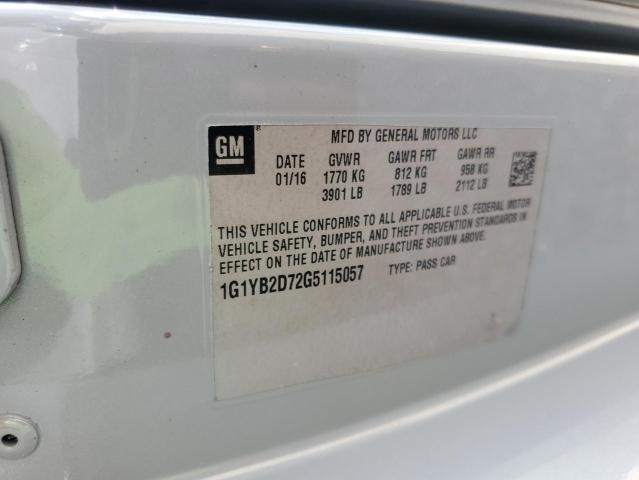 GM
MFD BY GENERAL MOTORS LLC
DATE GVWR GAWR FRT GAWR RR
01/16 1770 KG 812 KG 958 KG
3901 LB 1789 LB 2112 LB
THIS VEHICLE CONFORMS TO ALL APPLICABLE U.S. FEDERAL MOTOR
VEHICLE SAFETY, BUMPER, AND THEFT PREVENTION STANDARDS IN
EFFECT ON THE DATE OF MANUFACTURE SHOWN ABOVE.
1G1YB2D72G5115057 TYPE: PASS CAR